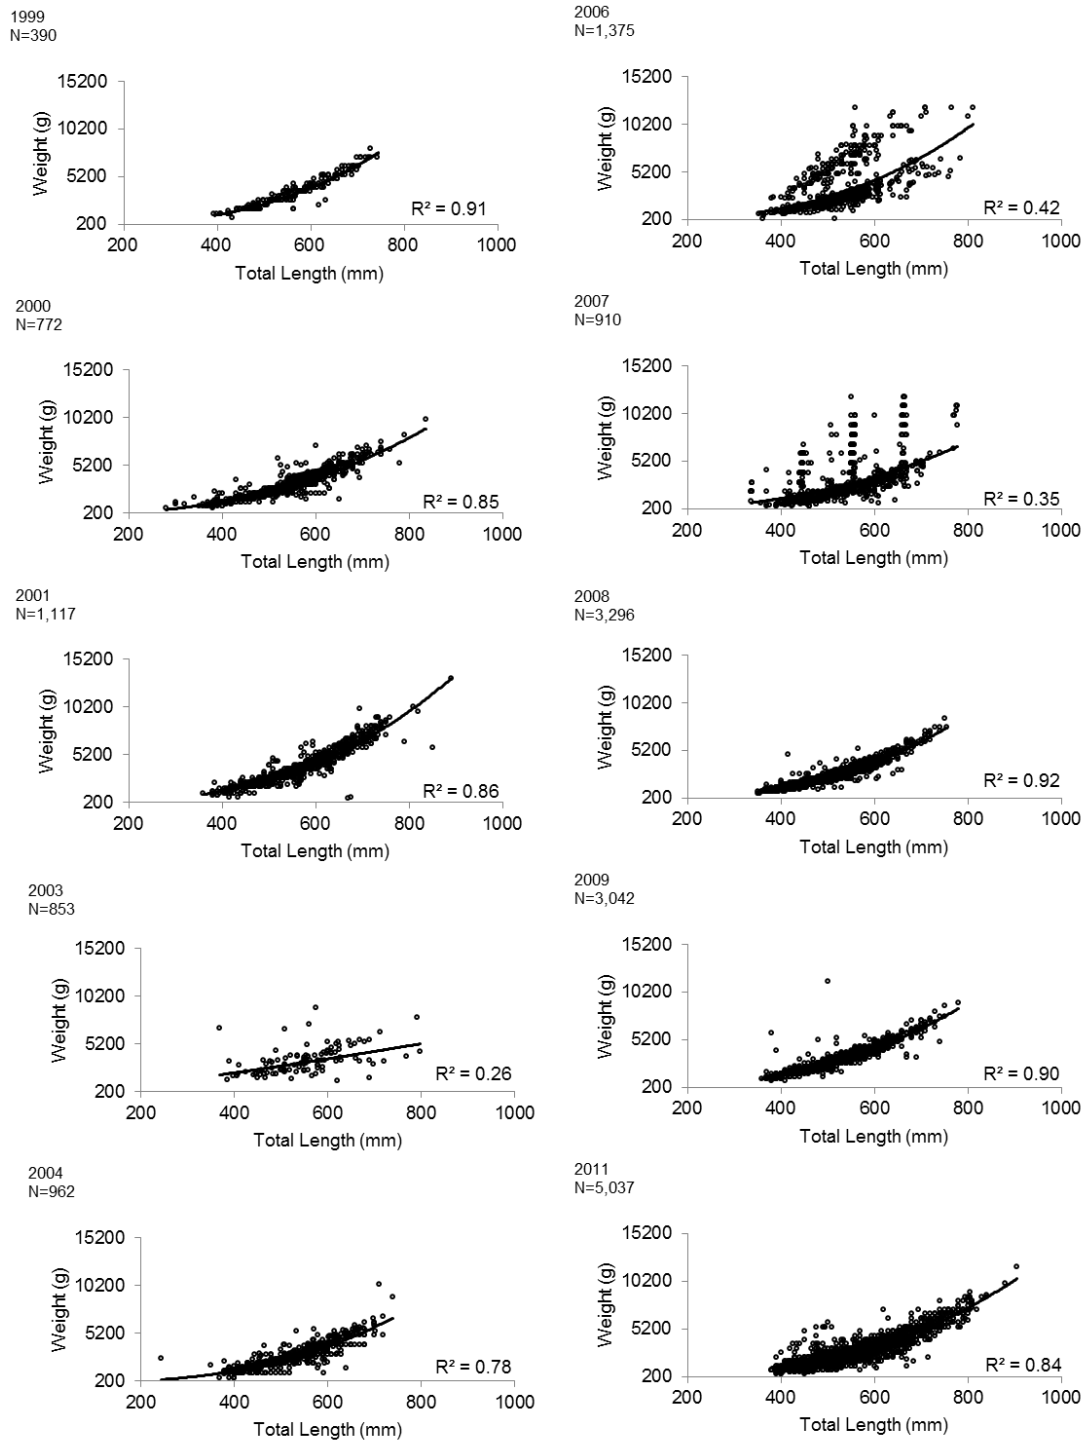 1999
N=390
15200
10200
5200
200
Weight (g)
R² = 0.91
200 400 600 800 1000
Total Length (mm)
2000
N=772
15200
10200
5200
200
Weight (g)
R² = 0.85
200 400 600 800 1000
Total Length (mm)
2001
N=1,117
15200
10200
5200
200
Weight (g)
R² = 0.86
200 400 600 800 1000
Total Length (mm)
2003
N=853
15200
10200
5200
200
Weight (g)
R² = 0.26
200 400 600 800 1000
Total Length (mm)
2004
N=962
15200
10200
5200
200
Weight (g)
R² = 0.78
200 400 600 800 1000
Total Length (mm)
2006
N=1,375
15200
10200
5200
200
Weight (g)
R² = 0.42
200 400 600 800 1000
Total Length (mm)
2007
N=910
15200
10200
5200
200
Weight (g)
R² = 0.35
200 400 600 800 1000
Total Length (mm)
2008
N=3,296
15200
10200
5200
200
Weight (g)
R² = 0.92
200 400 600 800 1000
Total Length (mm)
2009
N=3,042
15200
10200
5200
200
Weight (g)
R² = 0.90
200 400 600 800 1000
Total Length (mm)
2011
N=5,037
15200
10200
5200
200
Weight (g)
R² = 0.84
200 400 600 800 1000
Total Length (mm)